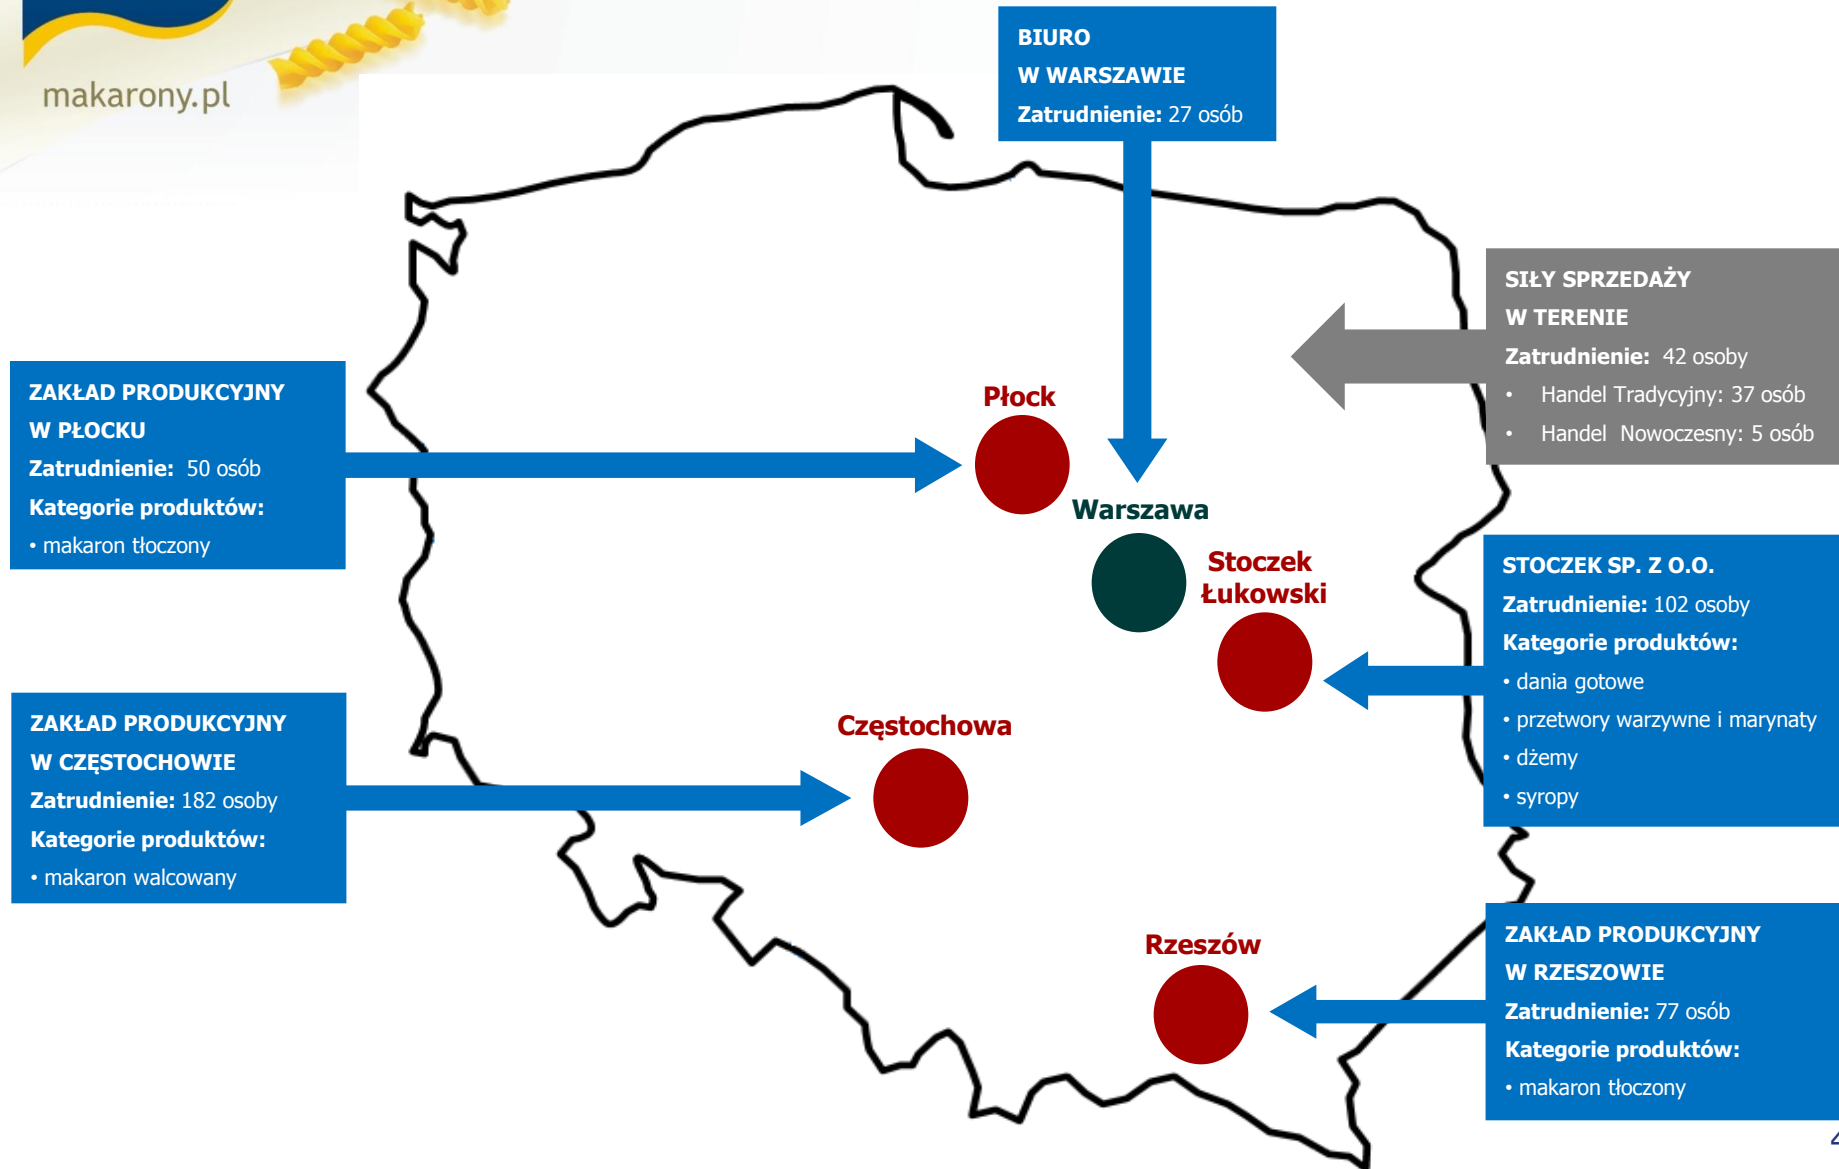 makarony.pl
BIURO
W WARSZAWIE
Zatrudnienie: 27 osób
SIŁY SPRZEDAŻY
W TERENIE
Zatrudnienie: 42 osoby
• Handel Tradycyjny: 37 osób
• Handel Nowoczesny: 5 osób
ZAKŁAD PRODUKCYJNY
W PŁOCKU
Zatrudnienie: 50 osób
Kategorie produktów:
• makaron tłoczony
Płock
Warszawa
Stoczek
Łukowski
STOCZEK SP. Z O.O.
Zatrudnienie: 102 osoby
Kategorie produktów:
• dania gotowe
• przetwory warzywne i marynaty
• dżemy
• syropy
ZAKŁAD PRODUKCYJNY
W CZĘSTOCHOWIE
Zatrudnienie: 182 osoby
Kategorie produktów:
• makaron walcowany
Częstochowa
Rzeszów
ZAKŁAD PRODUKCYJNY
W RZESZOWIE
Zatrudnienie: 77 osób
Kategorie produktów:
• makaron tłoczony
4